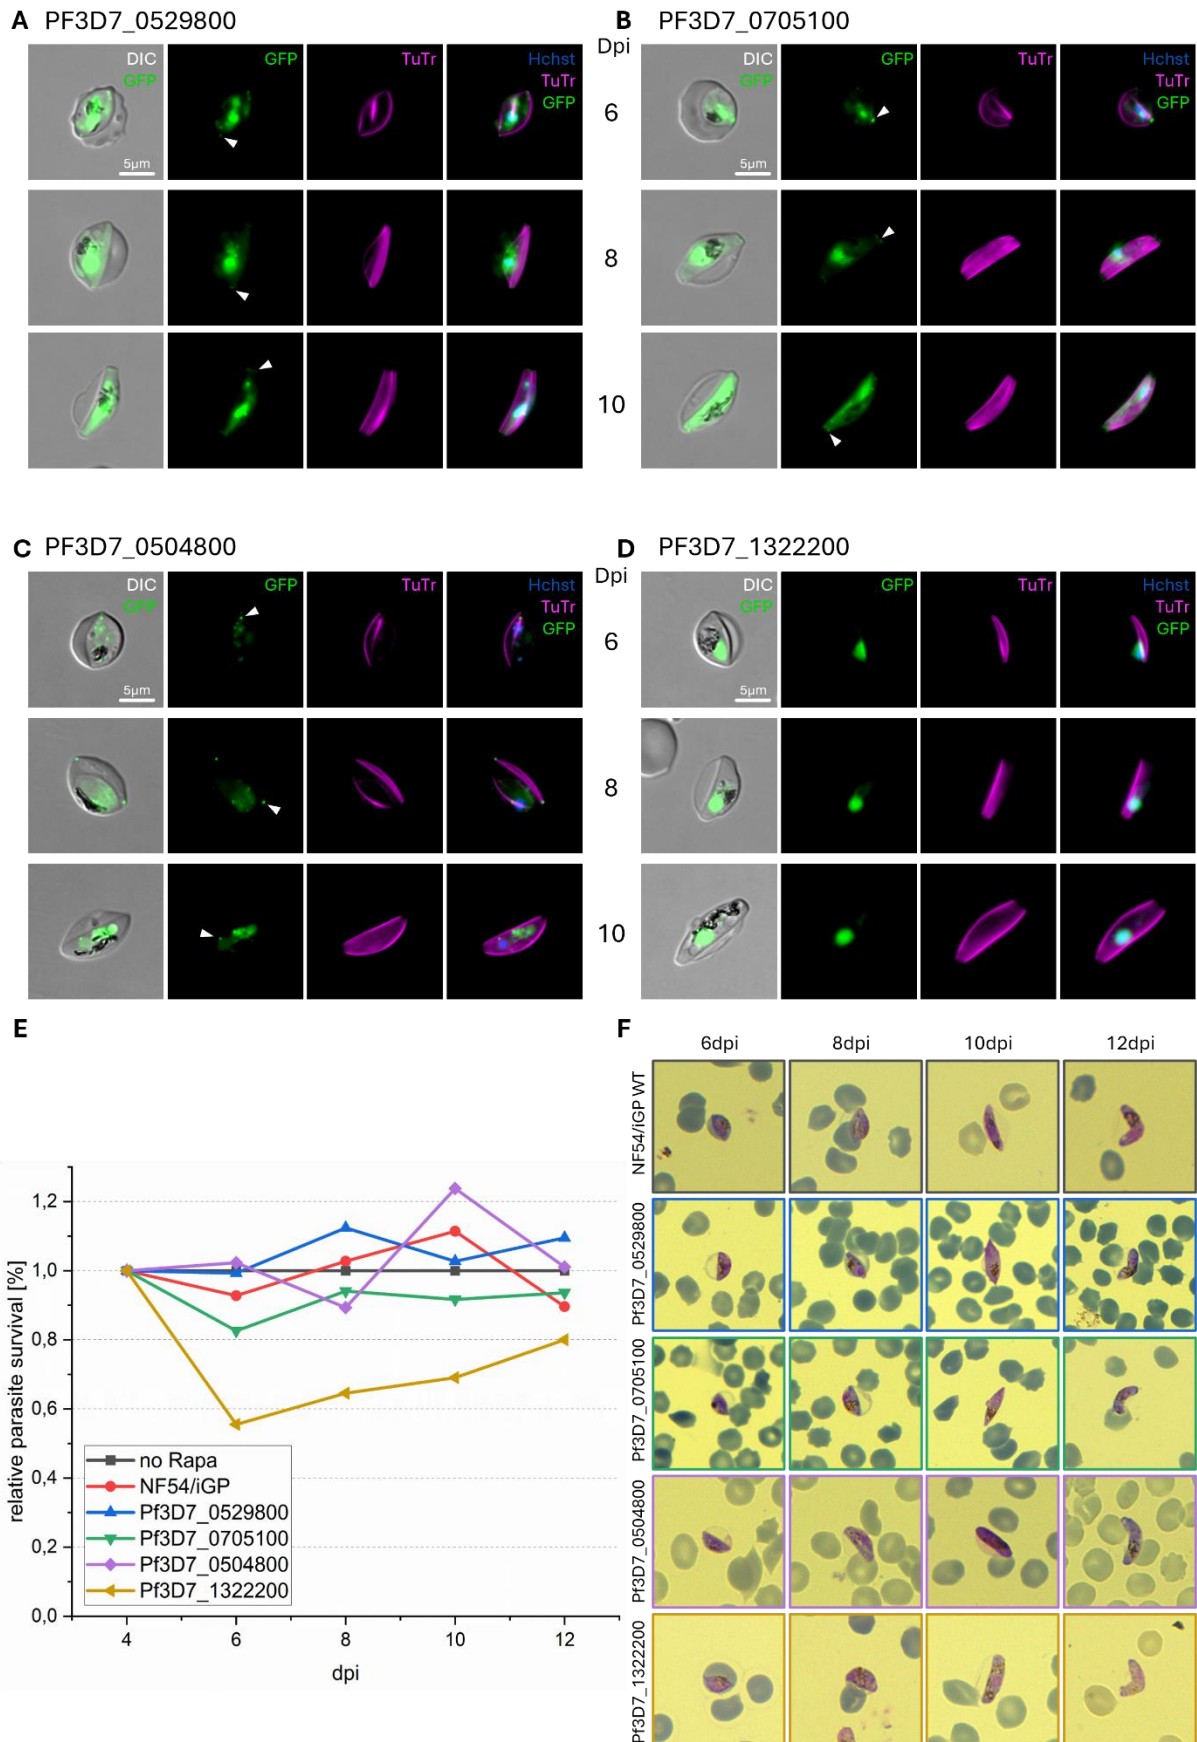 A PF3D7_0529800
B PF3D7_0705100
Dpi
DIC
GFP
GFP
TuTr
Hchst
TuTr
GFP
5µm
6
DIC
GFP
GFP
TuTr
Hchst
TuTr
GFP
5µm
8
10
C PF3D7_0504800
D PF3D7_1322200
Dpi
DIC
GFP
GFP
TuTr
Hchst
TuTr
GFP
5µm
6
DIC
GFP
GFP
TuTr
Hchst
TuTr
GFP
5µm
8
10
E
relative parasite survival [%]
1,2
1,0
0,8
0,6
0,4
0,2
0,0
no Rapa
NF54/iGP
Pf3D7_0529800
Pf3D7_0705100
Pf3D7_0504800
Pf3D7_1322200
4 6 8 10 12
dpi
F
6dpi 8dpi 10dpi 12dpi
NF54/iGP WT
Pf3D7_0529800
Pf3D7_0705100
Pf3D7_0504800
Pf3D7_1322200